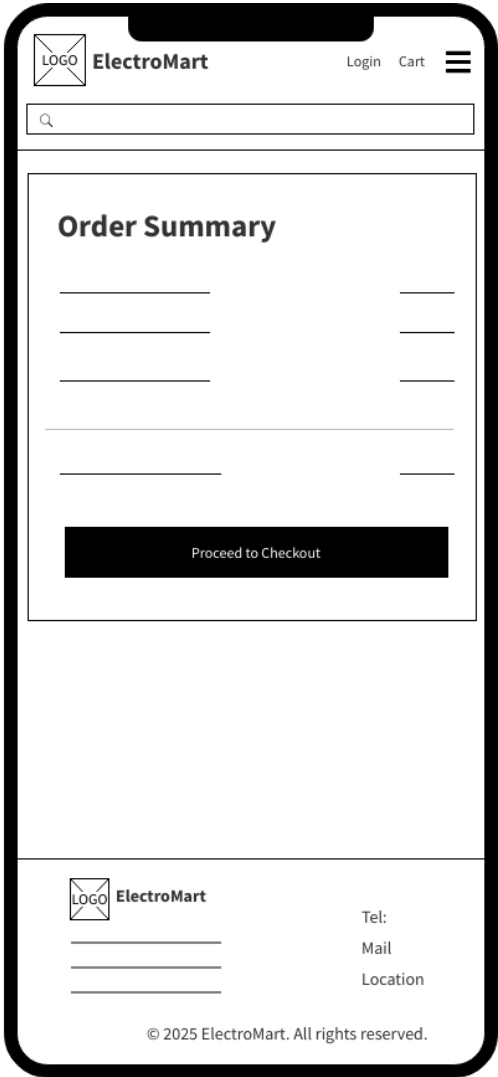 LOGO ElectroMart Login Cart
Order Summary
Proceed to Checkout
LOGO ElectroMart
Tel:
Mail
Location
© 2025 ElectroMart. All rights reserved.